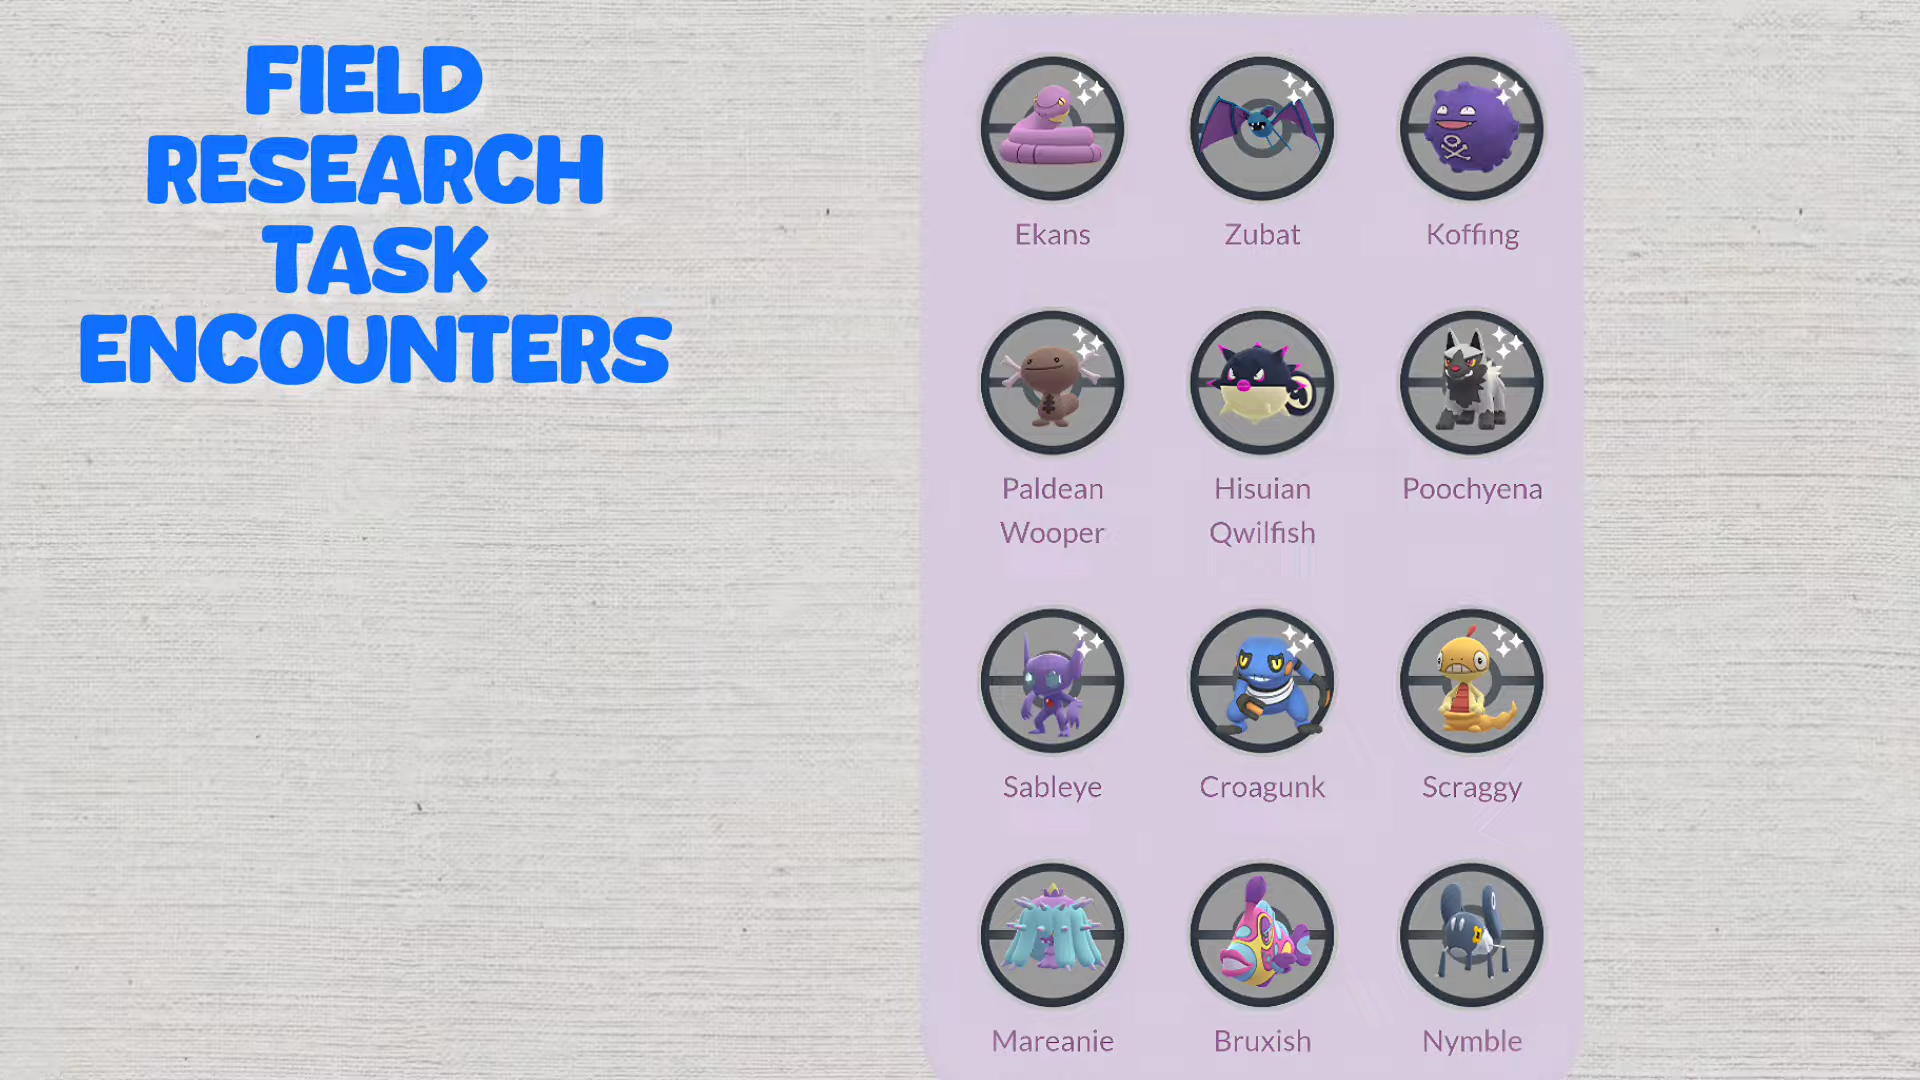 FIELD
RESEARCH
TASK
ENCOUNTERS
Ekans
Zubat
Koffing
Paldean
Wooper
Hisuian
Qwilfish
Poochyena
Sableye
Croagunk
Scraggy
Mareanie
Bruxish
Nymble